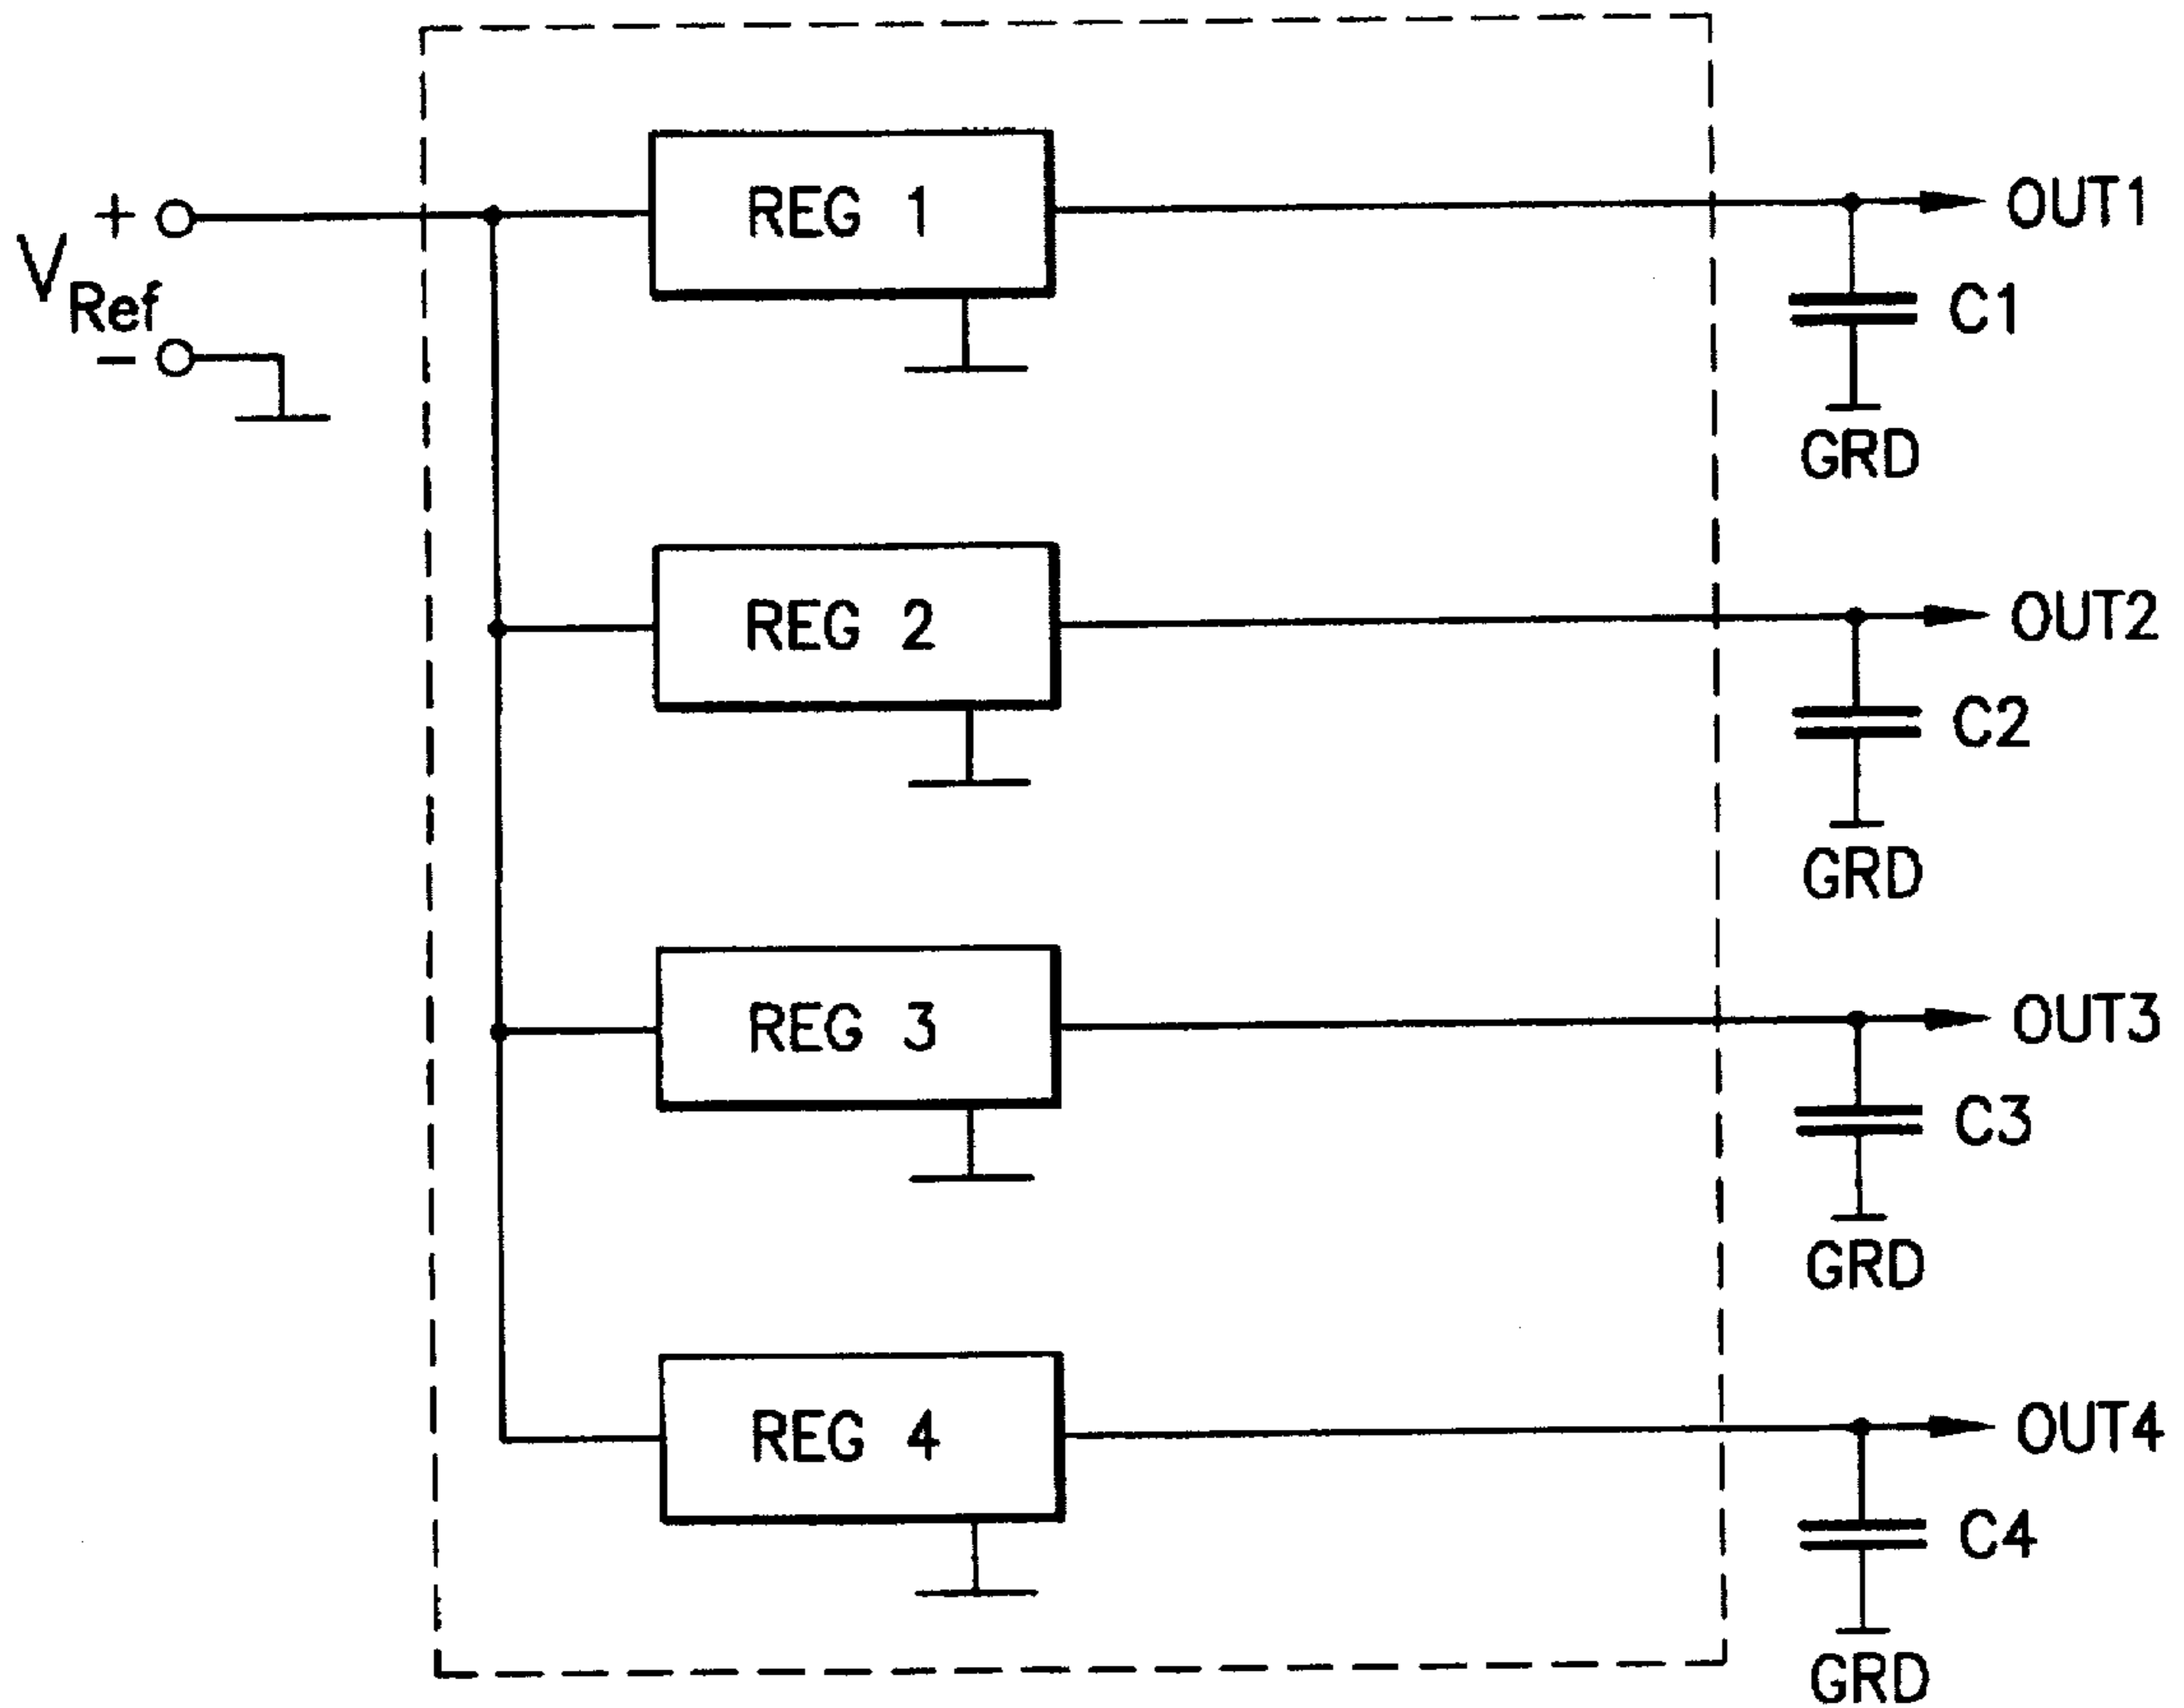 +
V Ref
-
REG 1
OUT1
C1
GRD
REG 2
OUT2
C2
GRD
REG 3
OUT3
C3
GRD
REG 4
OUT4
C4
GRD